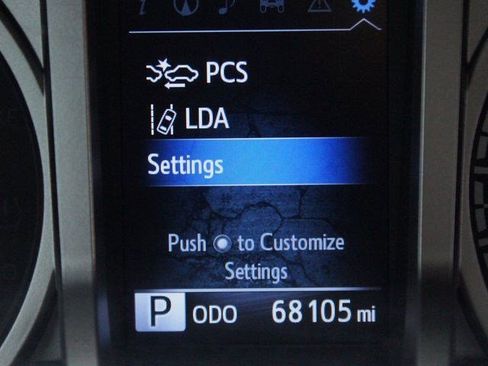 PCS
LDA
Settings
Push to Customize
Settings
P ODO 68105 mi